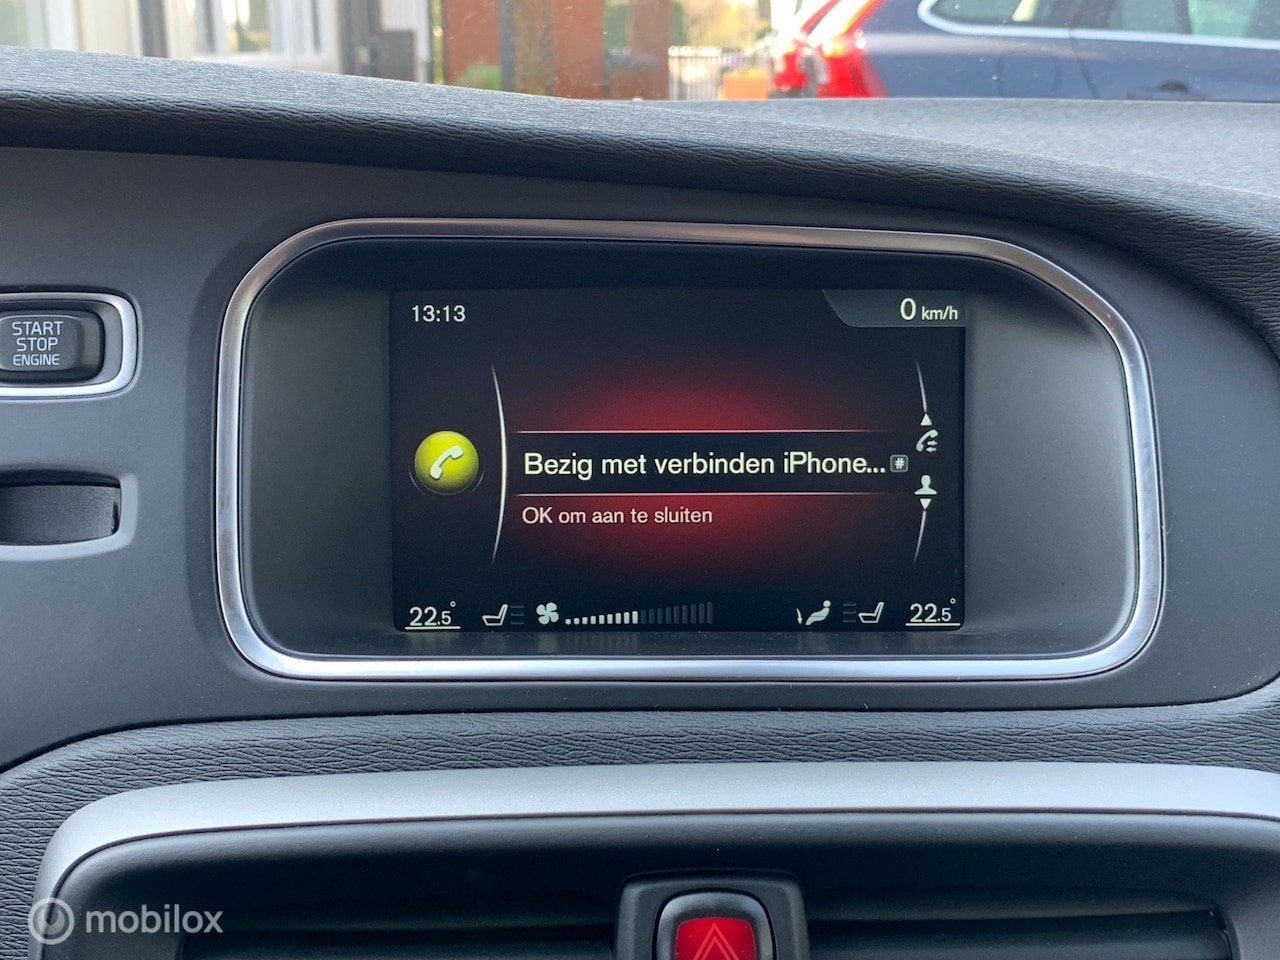 13:13
0 km/h
START
STOP
ENGINE
Bezig met verbinden iPhone...
#
OK om aan te sluiten
22.5°
22.5°
mobilox